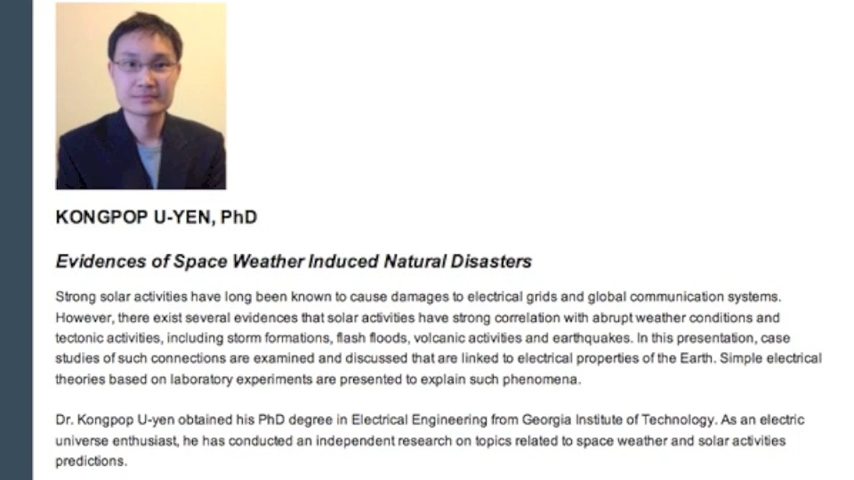 KONGPOP U-YEN, PhD
Evidences of Space Weather Induced Natural Disasters
Strong solar activities have long been known to cause damages to electrical grids and global communication systems.
However, there exist several evidences that solar activities have strong correlation with abrupt weather conditions and
tectonic activities, including storm formations, flash floods, volcanic activities and earthquakes. In this presentation, case
studies of such connections are examined and discussed that are linked to electrical properties of the Earth. Simple electrical
theories based on laboratory experiments are presented to explain such phenomena.
Dr. Kongpop U-yen obtained his PhD degree in Electrical Engineering from Georgia Institute of Technology. As an electric
universe enthusiast, he has conducted an independent research on topics related to space weather and solar activities
predictions.